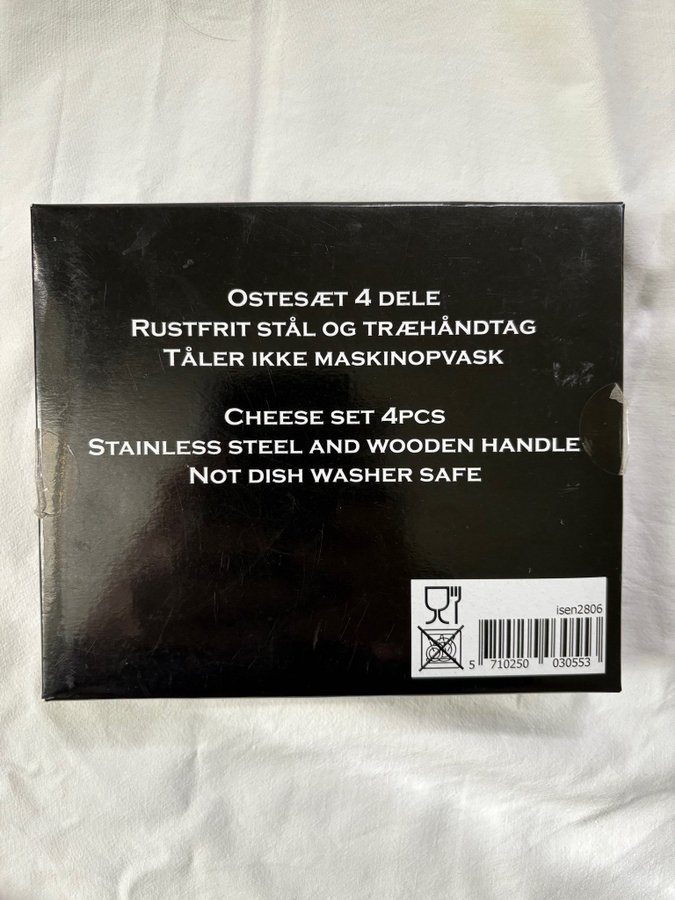 Ostesæt 4 dele
Rustfrit stål og træhåndtag
Tåler ikke maskinopvask
Cheese set 4pcs
Stainless steel and wooden handle
Not dish washer safe
isen2806
5 710250 030553